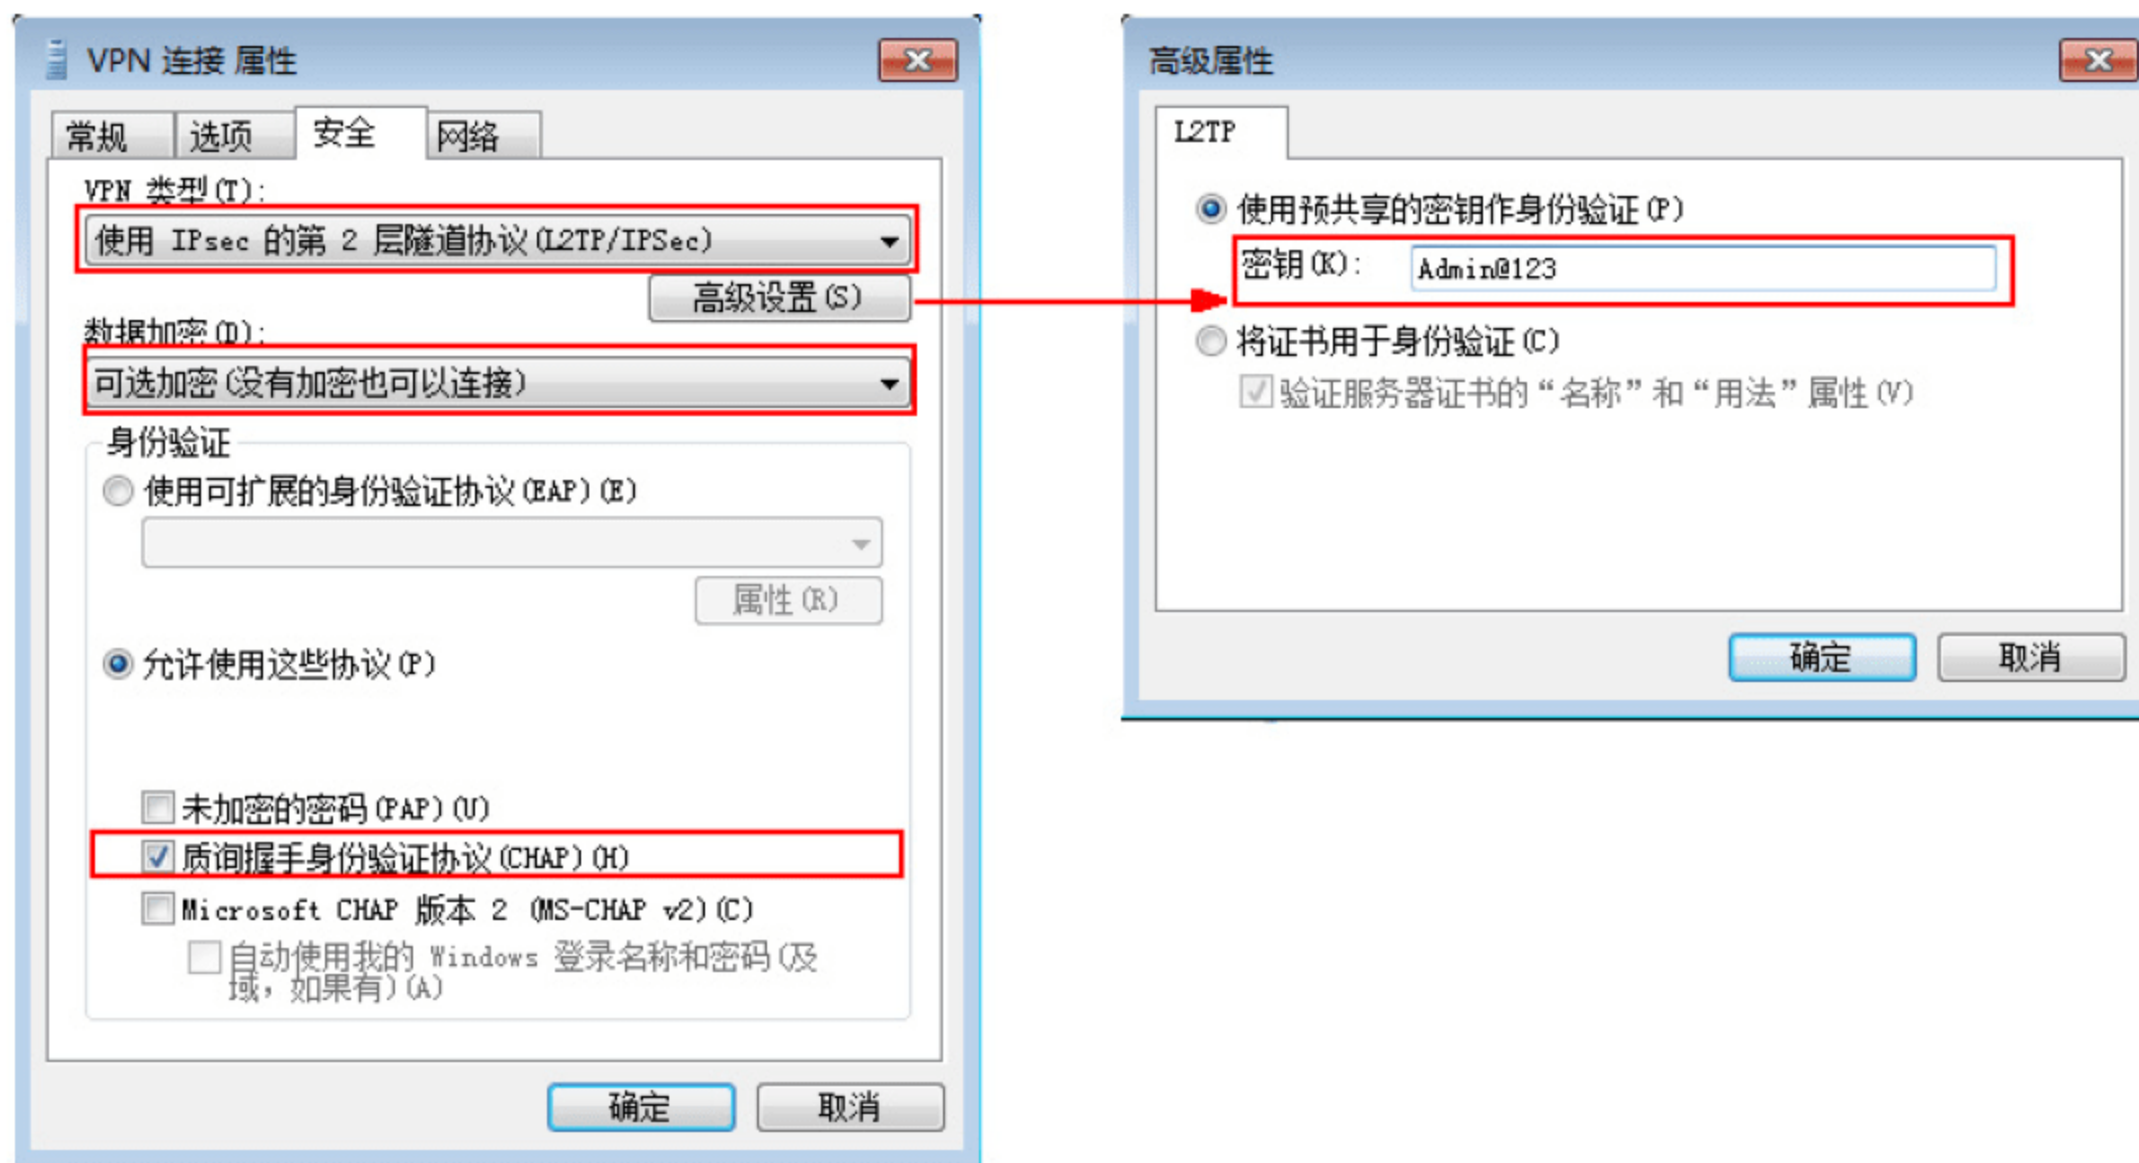 VPN 连接 属性
常规
选项
安全
网络
VPN 类型(T):
使用 IPsec 的第 2 层隧道协议(L2TP/IPSec)
高级设置(S)
数据加密(D):
可选加密(没有加密也可以连接)
身份验证
使用可扩展的身份验证协议(EAP)(E)
属性(R)
允许使用这些协议(P)
未加密的密码(PAP)(U)
质询握手身份验证协议(CHAP)(H)
Microsoft CHAP 版本 2 (MS-CHAP v2)(C)
自动使用我的 Windows 登录名称和密码(及
域，如果有)(A)
确定
取消
高级属性
L2TP
使用预共享的密钥作身份验证(P)
密钥(K):
Admin@123
将证书用于身份验证(C)
验证服务器证书的“名称”和“用法”属性(V)
确定
取消